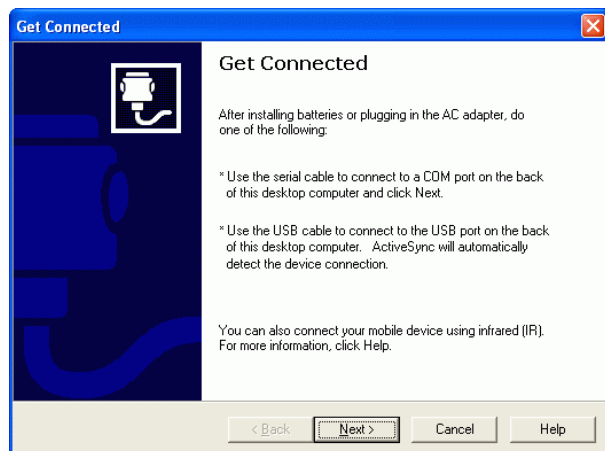 Get Connected
Get Connected
After installing batteries or plugging in the AC adapter, do
one of the following:
* Use the serial cable to connect to a COM port on the back
of this desktop computer and click Next.
* Use the USB cable to connect to the USB port on the back
of this desktop computer.   ActiveSync will automatically
detect the device connection.
You can also connect your mobile device using infrared (IR).
For more information, click Help.
< Back   Next >   Cancel   Help